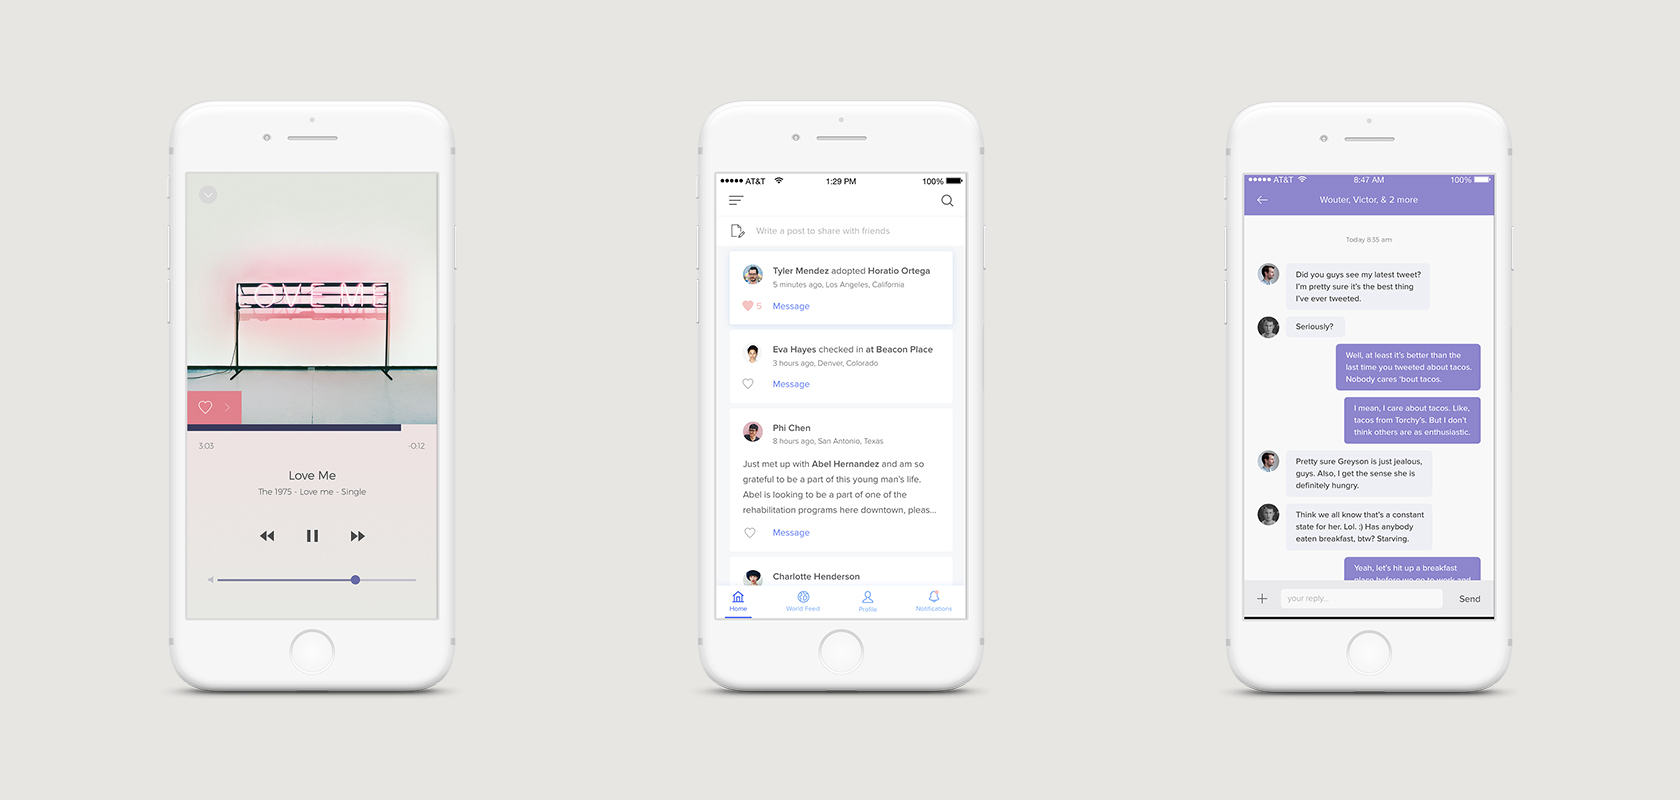 LOVE ME
3:03
-0:12
Love Me
The 1975 - Love me - Single
AT&T
1:29 PM
100%
Write a post to share with friends
Tyler Mendez adopted Horatio Ortega
5 minutes ago, Los Angeles, California
5
Message
Eva Hayes checked in at Beacon Place
3 hours ago, Denver, Colorado
Message
Phi Chen
8 hours ago, San Antonio, Texas
Just met up with Abel Hernandez and am so
grateful to be a part of this young man's life.
Abel is looking to be a part of one of the
rehabilitation programs here downtown, pleas...
Message
Charlotte Henderson
Home
World Feed
Profile
Notifications
AT&T
8:47 AM
100%
Wouter, Victor, & 2 more
Today 8:35 am
Did you guys see my latest tweet?
I'm pretty sure it's the best thing
I've ever tweeted.
Seriously?
Well, at least it's better than the
last time you tweeted about tacos.
Nobody cares 'bout tacos.
I mean, I care about tacos. Like,
tacos from Torchy's. But I don't
think others are as enthusiastic.
Pretty sure Greyson is just jealous,
guys. Also, I get the sense she is
definitely hungry.
Think we all know that's a constant
state for her. Lol. :) Has anybody
eaten breakfast, btw? Starving.
Yeah, let's hit up a breakfast
place before we go to work and
your reply...
Send